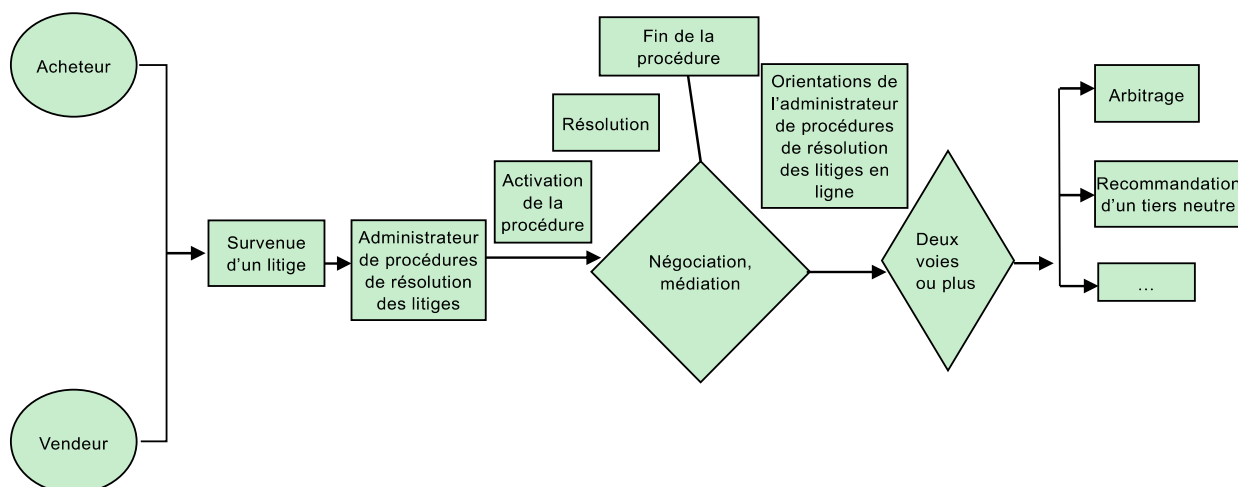 Acheteur
Vendeur
Survenue
d'un litige
Administrateur
de procédures
de résolution
des litiges
Activation
de la
procédure
Résolution
Fin de la
procédure
Négociation,
médiation
Orientations de
l'administrateur
de procédures
de résolution
des litiges en
ligne
Deux
voies
ou plus
Arbitrage
Recommandation
d'un tiers neutre
...